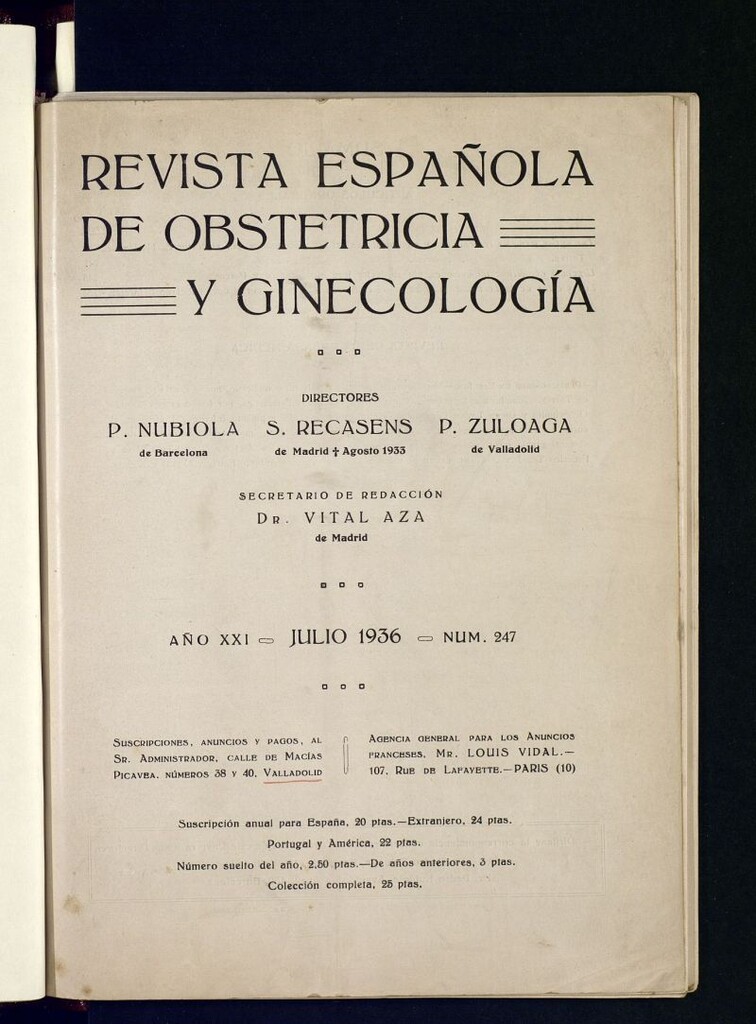 REVISTA ESPAÑOLA
DE OBSTETRICIA
Y GINECOLOGÍA
DIRECTORES
P. NUBIOLA S. RECASENS P. ZULOAGA
de Barcelona de Madrid † Agosto 1933 de Valladolid
SECRETARIO DE REDACCIÓN
DR. VITAL AZA
de Madrid
AÑO XXI = JULIO 1936 = NUM. 247
SUSCRIPCIONES, ANUNCIOS Y PAGOS, AL
SR. ADMINISTRADOR, CALLE DE MACÍAS
PICAVEA, NÚMEROS 38 Y 40, VALLADOLID
AGENCIA GENERAL PARA LOS ANUNCIOS
FRANCESES, MR. LOUIS VIDAL.—
107, RUE DE LAFAYETTE.—PARIS (10)
Suscripción anual para España, 20 ptas.—Extranjero, 24 ptas.
Portugal y América, 22 ptas.
Número suelto del año, 2,50 ptas.—De años anteriores, 3 ptas.
Colección completa, 25 ptas.